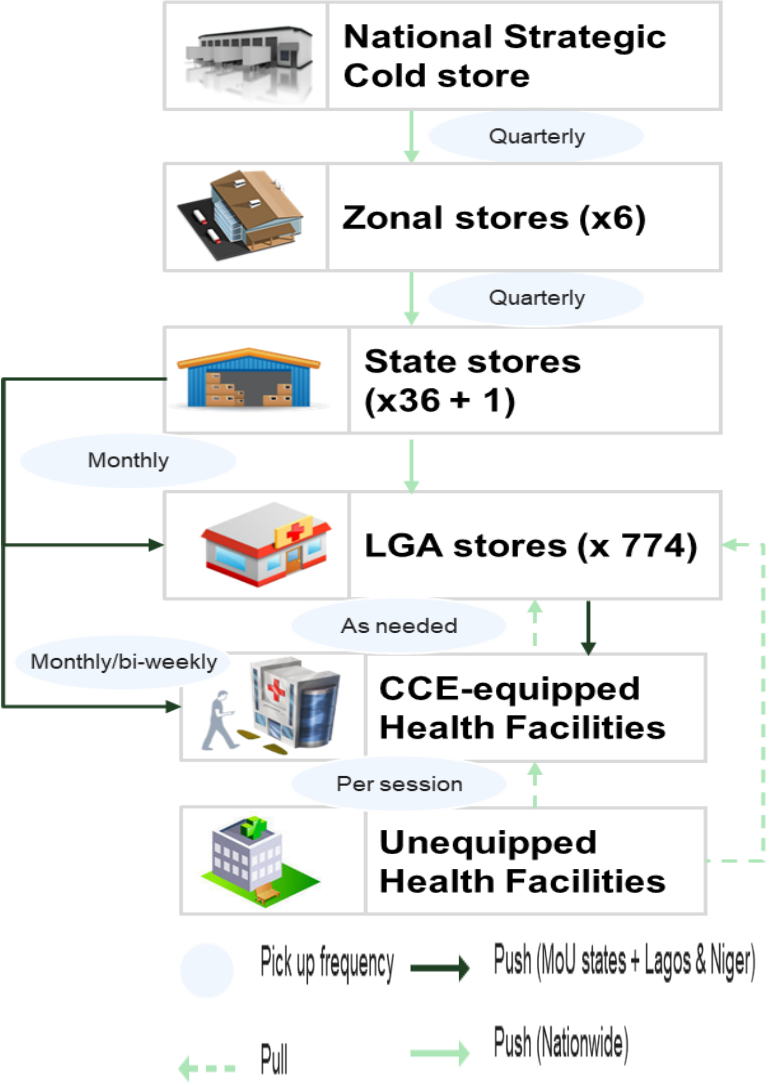 National Strategic
Cold store
Quarterly
Zonal stores (x6)
Quarterly
State stores
(x36 + 1)
Monthly
LGA stores (x 774)
As needed
Monthly/bi-weekly
CCE-equipped
Health Facilities
Per session
Unequipped
Health Facilities
Pick up frequency
Push (MoU states + Lagos & Niger)
Pull
Push (Nationwide)